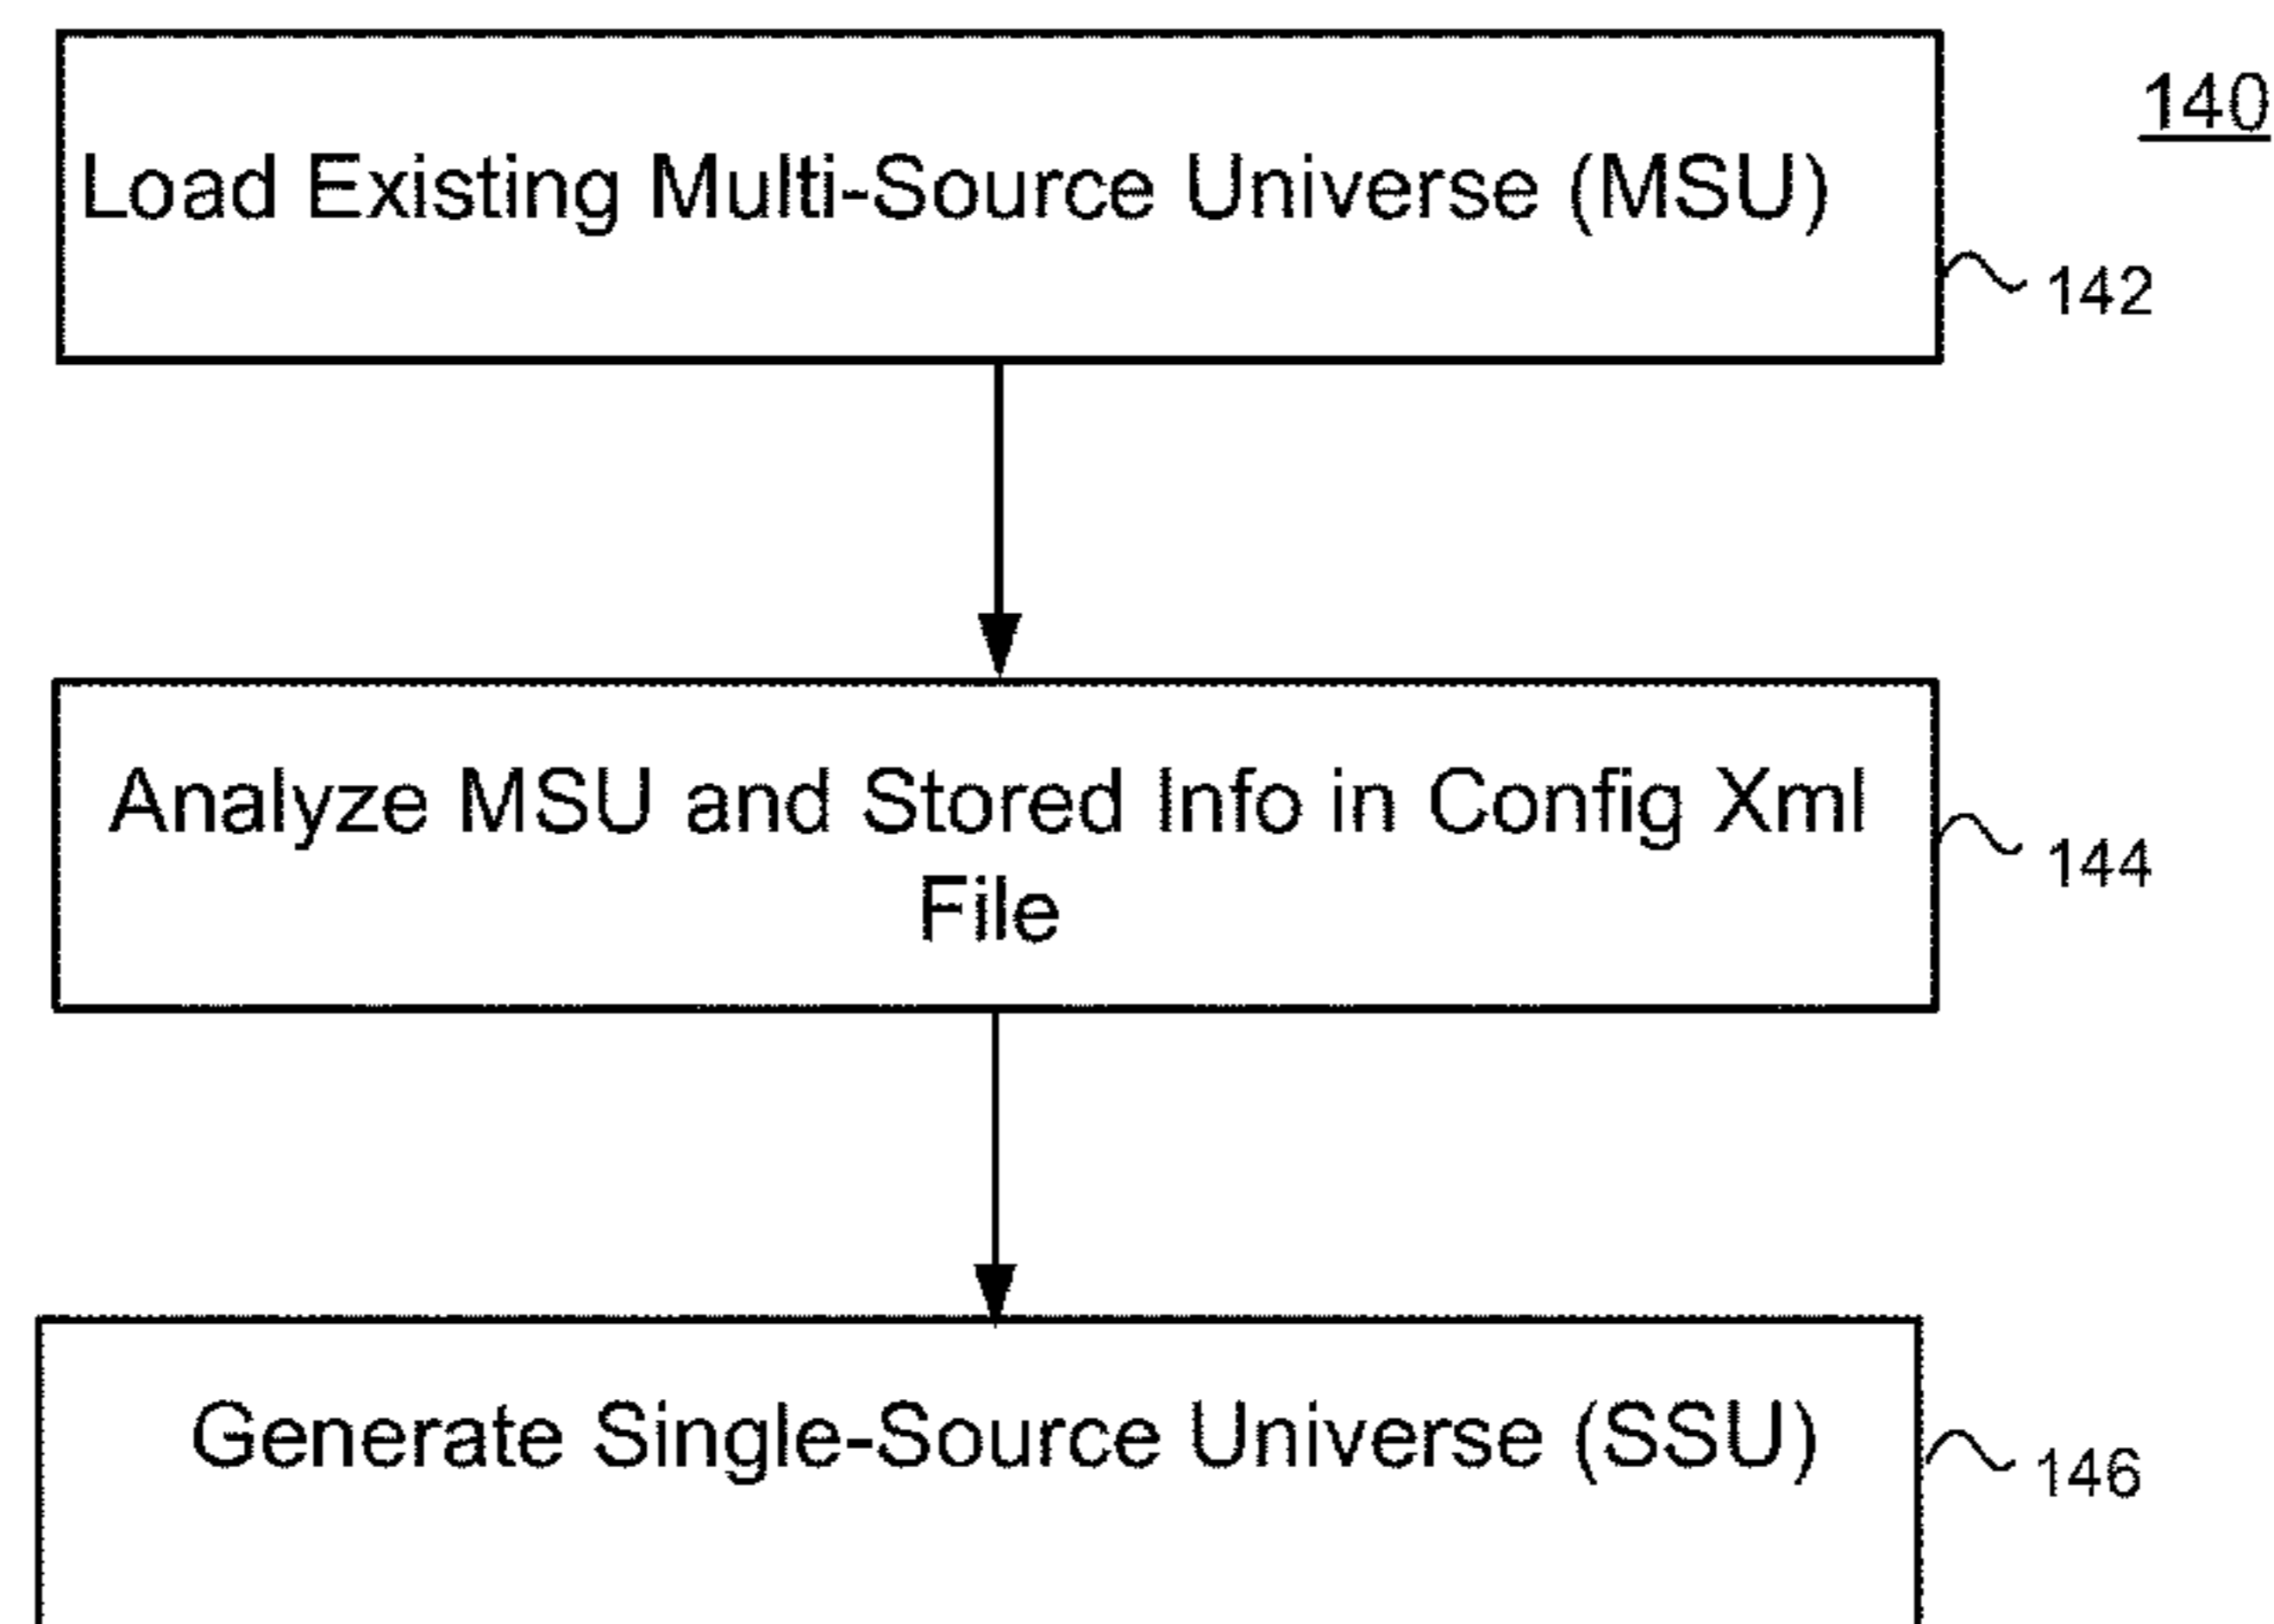 140
Load Existing Multi-Source Universe (MSU)
142
Analyze MSU and Stored Info in Config Xml
File
144
Generate Single-Source Universe (SSU)
146